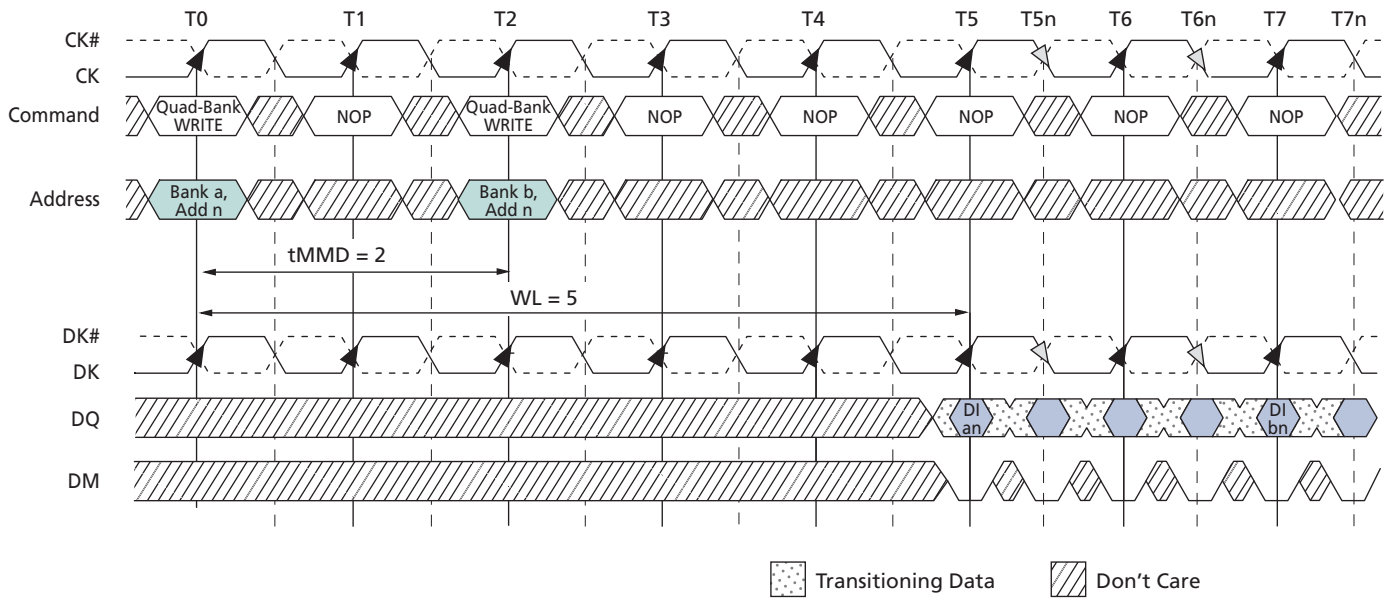 T0 T1 T2 T3 T4 T5 T5n T6 T6n T7 T7n
CK#
CK
Command
Quad-Bank
WRITE
NOP
Quad-Bank
WRITE
NOP
NOP
NOP
NOP
NOP
Address
Bank a,
Add n
Bank b,
Add n
tMMD = 2
WL = 5
DK#
DK
DQ
DI
an
DI
bn
DM
Transitioning Data
Don't Care